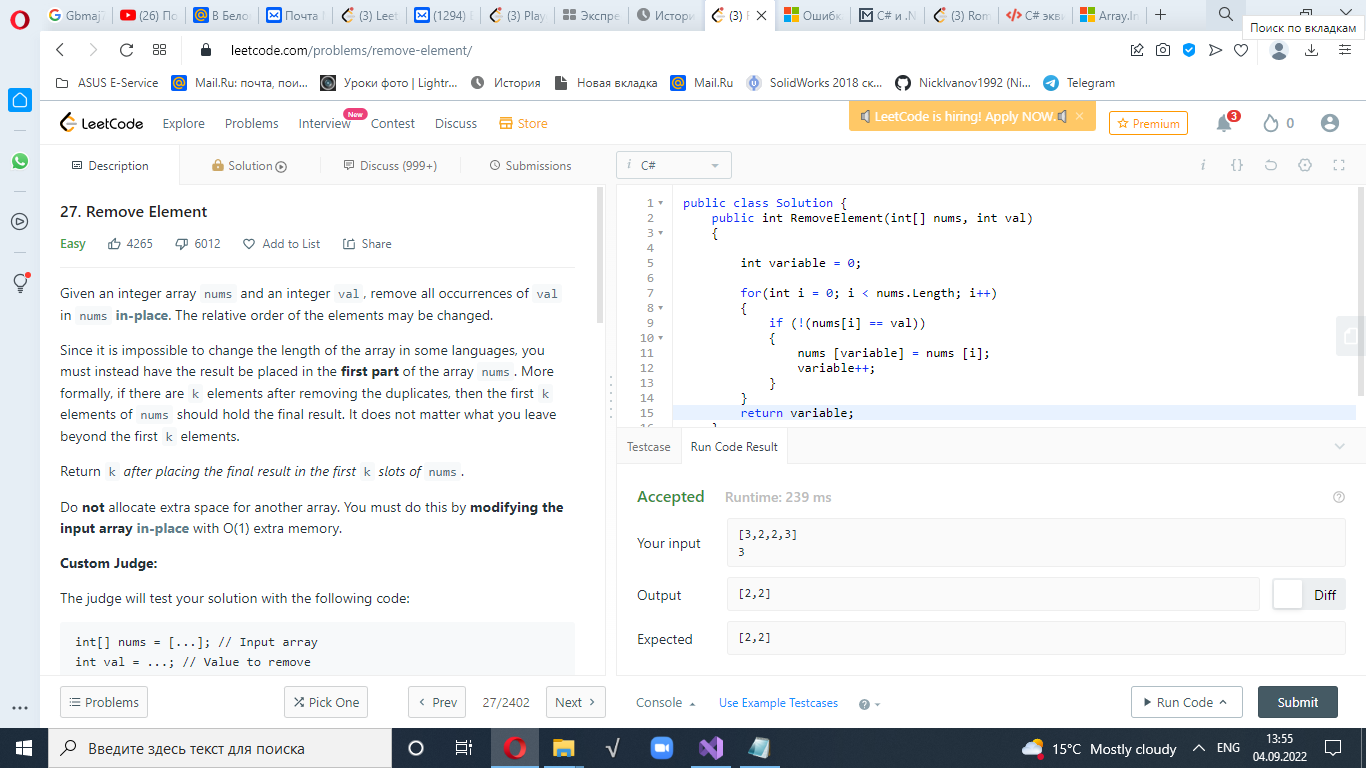 Gbmaj7
(26) По
В Бело
Почта
(3) Leet
(1294)
(3) Play
Экспре
Истори
(3)
Ошибк
C# и .N
(3) Rom
C# экв
Array.In
Поиск по вкладкам
leetcode.com/problems/remove-element/
ASUS E-Service
Mail.Ru: почта, пои...
Уроки фото | Lightr...
История
Новая вкладка
Mail.Ru
SolidWorks 2018 ск...
NickIvanov1992 (Ni...
Telegram
LeetCode
Explore
Problems
Interview
New
Contest
Discuss
Store
LeetCode is hiring! Apply NOW.
Premium
3
0
Description
Solution
Discuss (999+)
Submissions
i C#
27. Remove Element
Easy
4265
6012
Add to List
Share
Given an integer array nums and an integer val, remove all occurrences of val
in nums in-place. The relative order of the elements may be changed.
Since it is impossible to change the length of the array in some languages, you
must instead have the result be placed in the first part of the array nums. More
formally, if there are k elements after removing the duplicates, then the first k
elements of nums should hold the final result. It does not matter what you leave
beyond the first k elements.
Return k after placing the final result in the first k slots of nums.
Do not allocate extra space for another array. You must do this by modifying the
input array in-place with O(1) extra memory.
Custom Judge:
The judge will test your solution with the following code:
int[] nums = [...]; // Input array
int val = ...; // Value to remove
Problems
Pick One
Prev
27/2402
Next
1 public class Solution {
2 public int RemoveElement(int[] nums, int val)
3 {
4
5 int variable = 0;
6
7 for(int i = 0; i < nums.Length; i++)
8 {
9 if (!(nums[i] == val))
10 {
11 nums [variable] = nums [i];
12 variable++;
13 }
14 }
15 return variable;
16 }
Testcase
Run Code Result
Accepted
Runtime: 239 ms
Your input
[3,2,2,3]
3
Output
[2,2]
Diff
Expected
[2,2]
Console
Use Example Testcases
Run Code
Submit
Введите здесь текст для поиска
15°C Mostly cloudy
ENG
13:55
04.09.2022